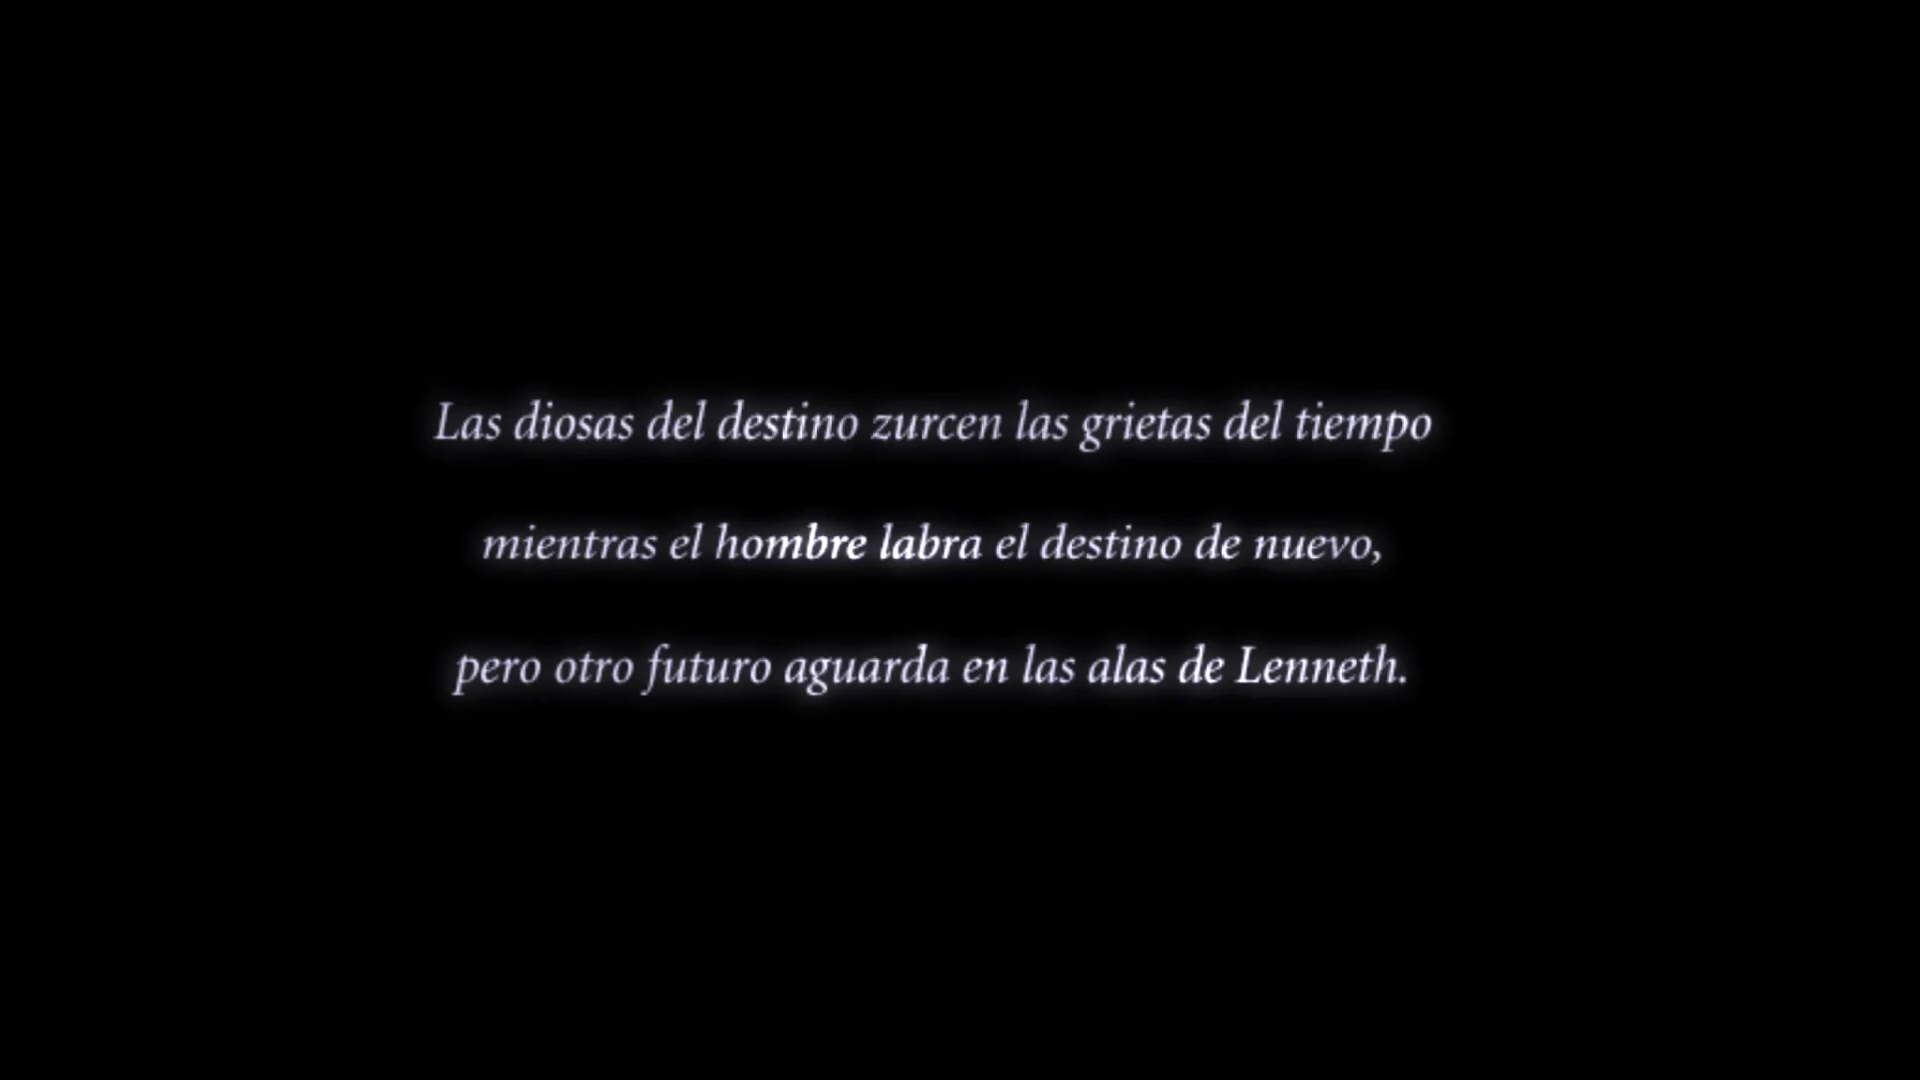 Las diosas del destino zurcen las grietas del tiempo
mientras el hombre labra el destino de nuevo,
pero otro futuro aguarda en las alas de Lenneth.